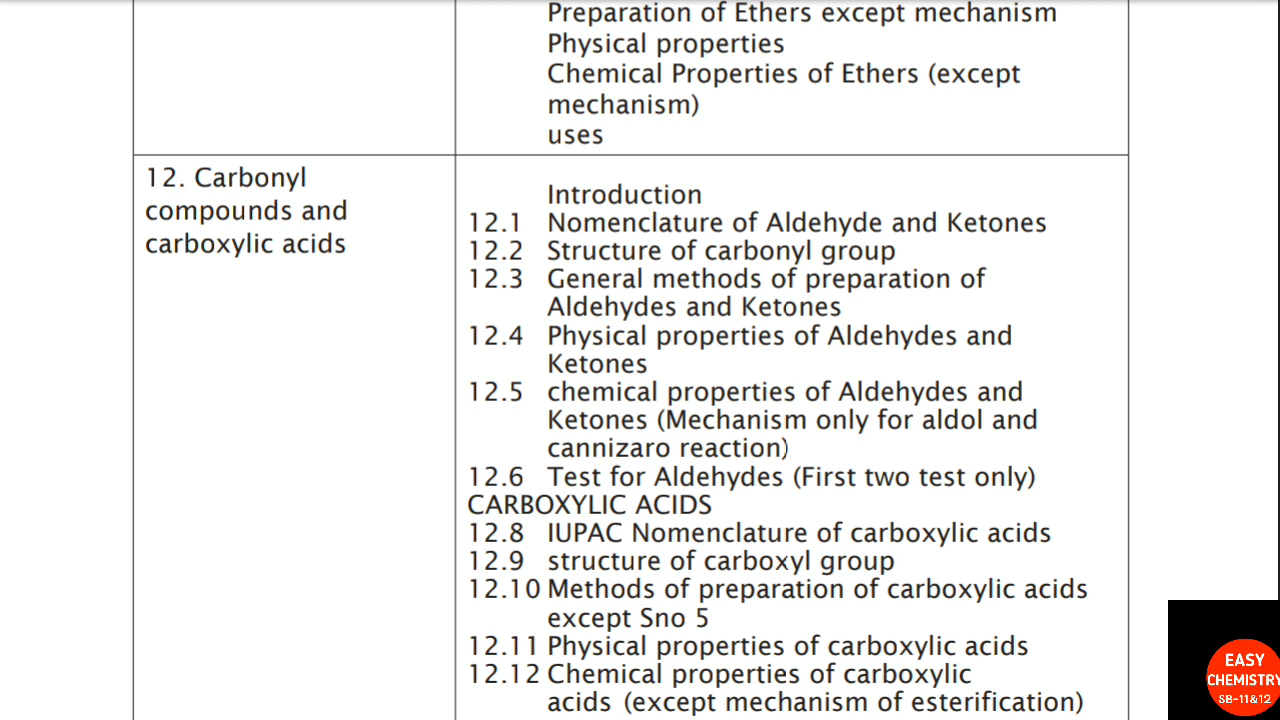 Preparation of Ethers except mechanism
Physical properties
Chemical Properties of Ethers (except
mechanism)
uses
12. Carbonyl
compounds and
carboxylic acids
Introduction
12.1 Nomenclature of Aldehyde and Ketones
12.2 Structure of carbonyl group
12.3 General methods of preparation of
Aldehydes and Ketones
12.4 Physical properties of Aldehydes and
Ketones
12.5 chemical properties of Aldehydes and
Ketones (Mechanism only for aldol and
cannizaro reaction)
12.6 Test for Aldehydes (First two test only)
CARBOXYLIC ACIDS
12.8 IUPAC Nomenclature of carboxylic acids
12.9 structure of carboxyl group
12.10 Methods of preparation of carboxylic acids
except Sno 5
12.11 Physical properties of carboxylic acids
12.12 Chemical properties of carboxylic
acids (except mechanism of esterification)
EASY
CHEMISTRY
SB-11&12